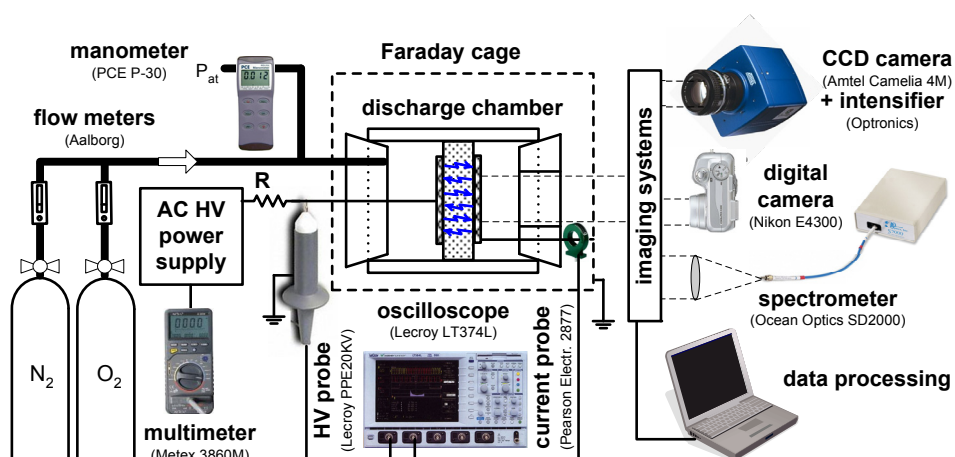 manometer
(PCE P-30)
P at
flow meters
(Aalborg)
Faraday cage
discharge chamber
R
AC HV
power
supply
N2
O2
multimeter
(Metex 3860M)
HV probe
(Lecroy PPE20KV)
oscilloscope
(Lecroy LT374L)
current probe
(Pearson Electr. 2877)
imaging systems
CCD camera
(Amtel Camelia 4M)
+ intensifier
(Optronics)
digital
camera
(Nikon E4300)
spectrometer
(Ocean Optics SD2000)
data processing